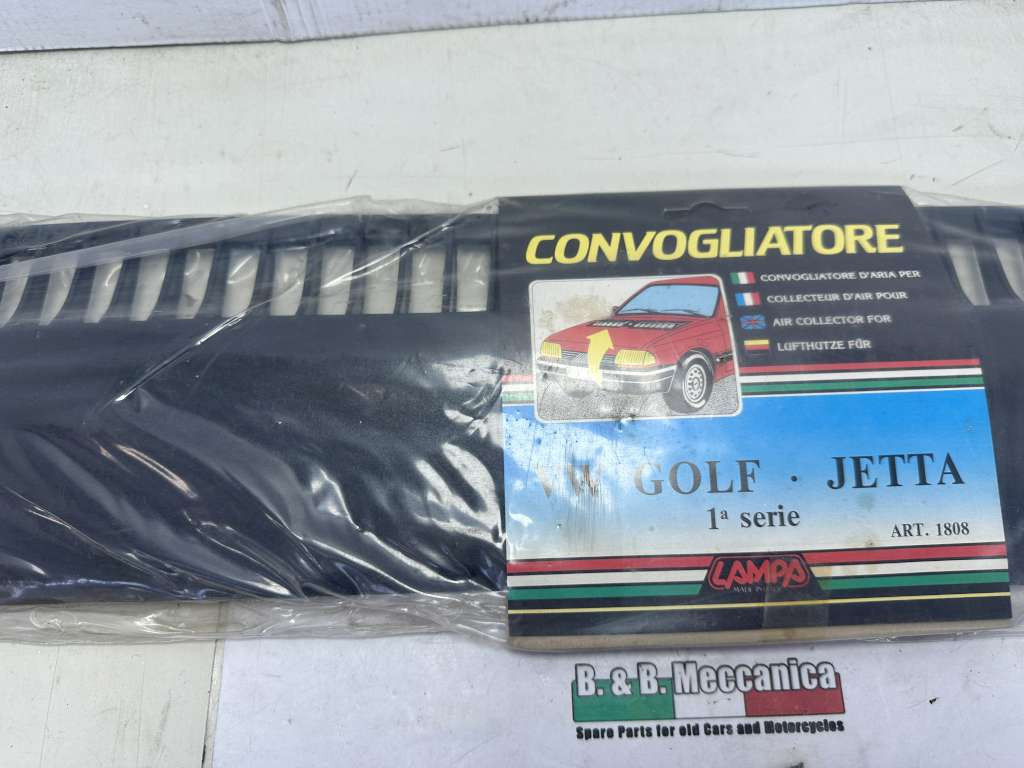 CONVOGLIATORE
CONVOGLIATORE D'ARIA PER
COLLECTEUR D'AIR POUR
AIR COLLECTOR FOR
LUFTHUTZE FÜR
VW GOLF · JETTA
1ª serie
ART. 1808
LAMPA
B. & B. Meccanica
Spare Parts for old Cars and Motorcycles